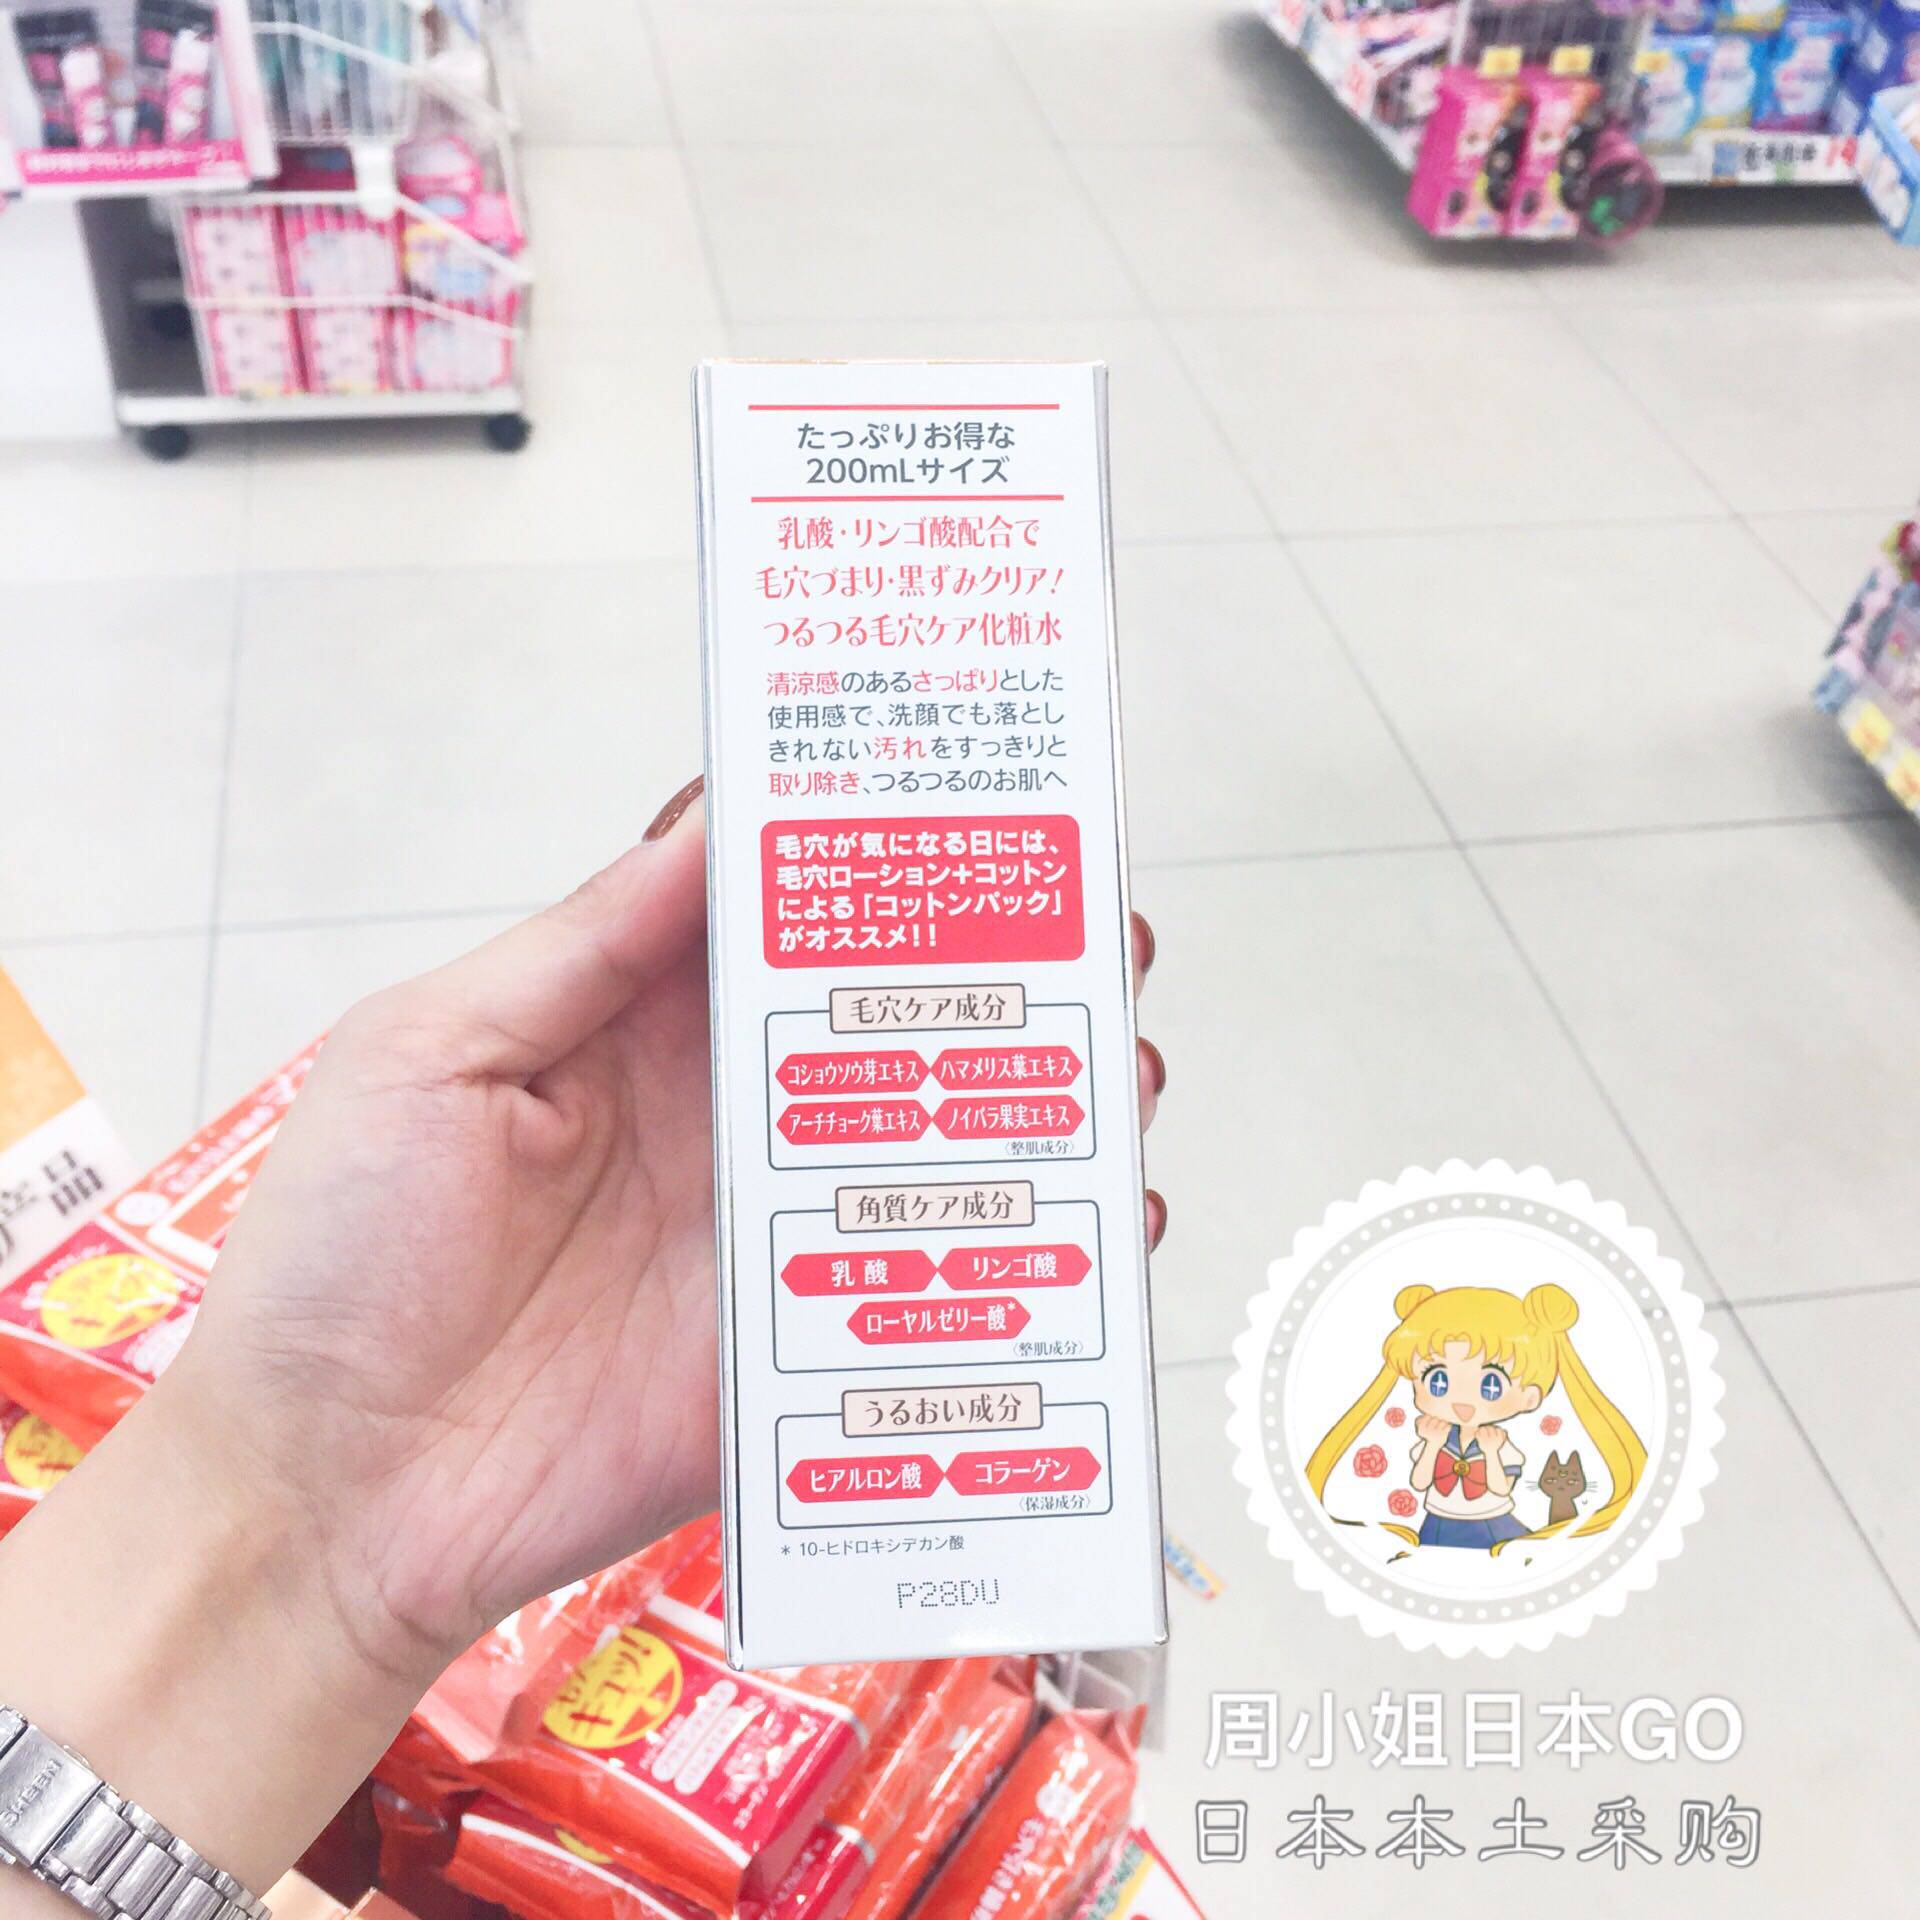 たっぷりお得な
200mLサイズ
乳酸・リンゴ酸配合で
毛穴づまり・黒ずみクリア!
つるつる毛穴ケア化粧水
清涼感のあるさっぱりとした
使用感で、洗顔でも落とし
きれない汚れをすっきりと
取り除き、つるつるのお肌へ
毛穴が気になる日には、
毛穴ローション+コットン
による「コットンパック」
がオススメ!!
毛穴ケア成分
コショウソウ芽エキス ハマメリス葉エキス
アーチチョーク葉エキス ノイバラ果実エキス
〈整肌成分〉
角質ケア成分
乳酸 リンゴ酸
ローヤルゼリー酸*
〈整肌成分〉
うるおい成分
ヒアルロン酸 コラーゲン
〈保湿成分〉
* 10-ヒドロキシデカン酸
P28DU
品
キュッ!
周小姐日本GO
日本本土采购